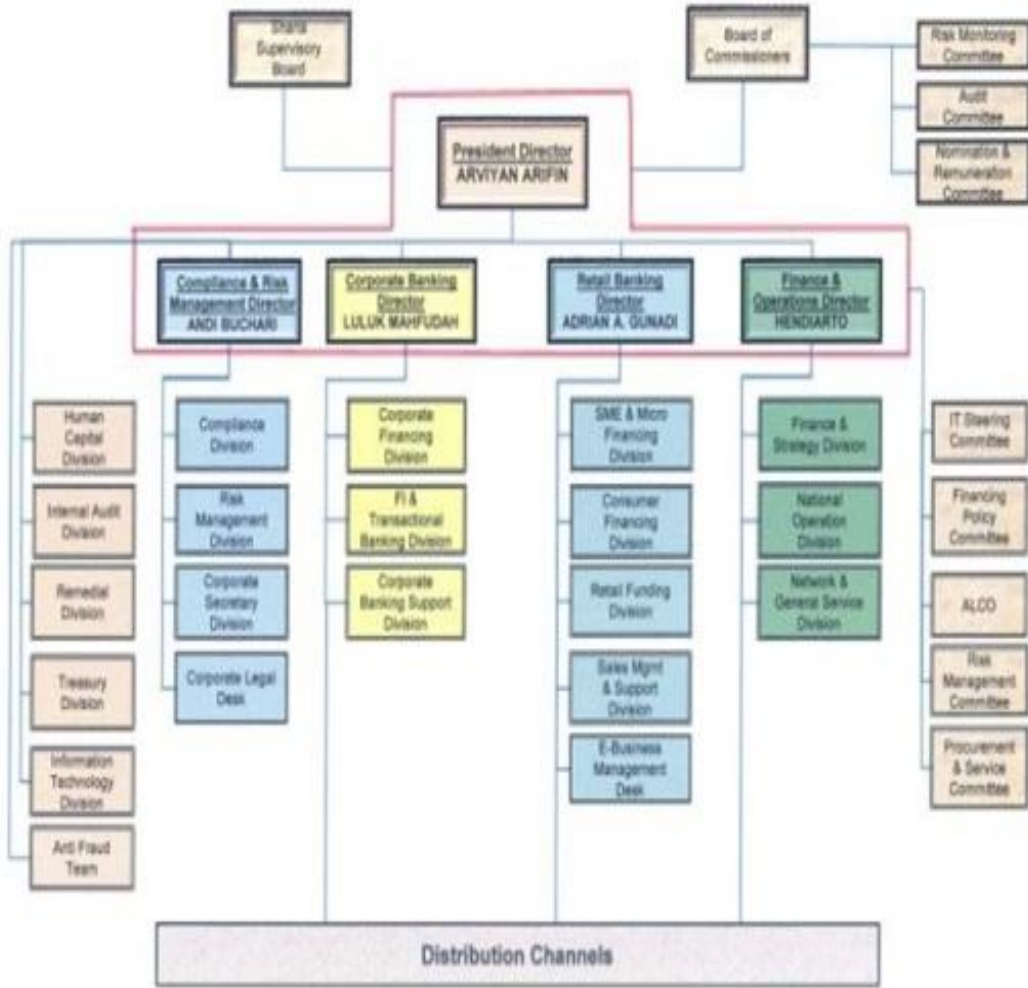 Sharia
Supervisory
Board
Board of
Commissioners
Risk Monitoring
Committee
Audit
Committee
Nomination &
Remuneration
Committee
President Director
ARVIYAN ARIFIN
Compliance & Risk
Management Director
ANDI BUCHARI
Corporate Banking
Director
LULUK MAHFUDAH
Retail Banking
Director
ADRIAN A. GUNADI
Finance &
Operations Director
HENDIARTO
Human
Capital
Division
Internal Audit
Division
Remedial
Division
Treasury
Division
Information
Technology
Division
Anti Fraud
Team
Compliance
Division
Risk
Management
Division
Corporate
Secretary
Division
Corporate Legal
Desk
Corporate
Financing
Division
FI &
Transactional
Banking Division
Corporate
Banking Support
Division
SME & Micro
Financing
Division
Consumer
Financing
Division
Retail Funding
Division
Sales Mgmt
& Support
Division
E-Business
Management
Desk
Finance &
Strategy Division
National
Operation
Division
Network &
General Service
Division
IT Steering
Committee
Financing
Policy
Committee
ALCO
Risk
Management
Committee
Procurement
& Service
Committee
Distribution Channels